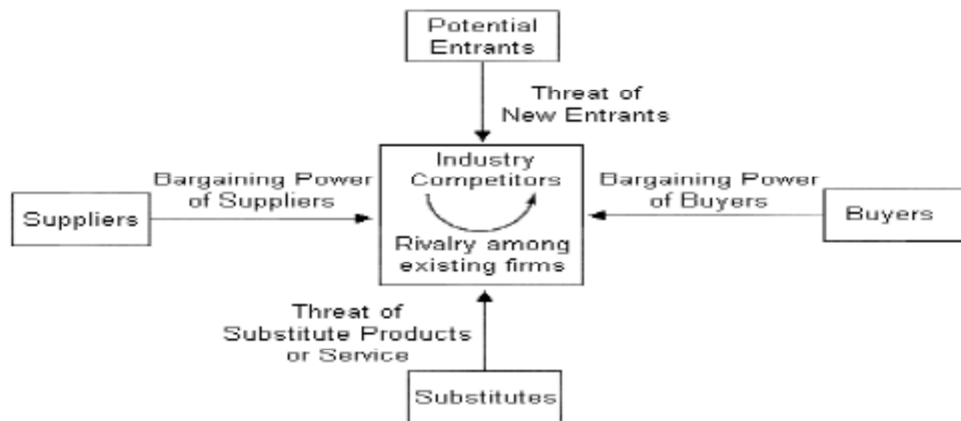 Potential
Entrants
Threat of
New Entrants
Industry
Competitors
Bargaining Power
of Suppliers
Bargaining Power
of Buyers
Suppliers
Buyers
Rivalry among
existing firms
Threat of
Substitute Products
or Service
Substitutes